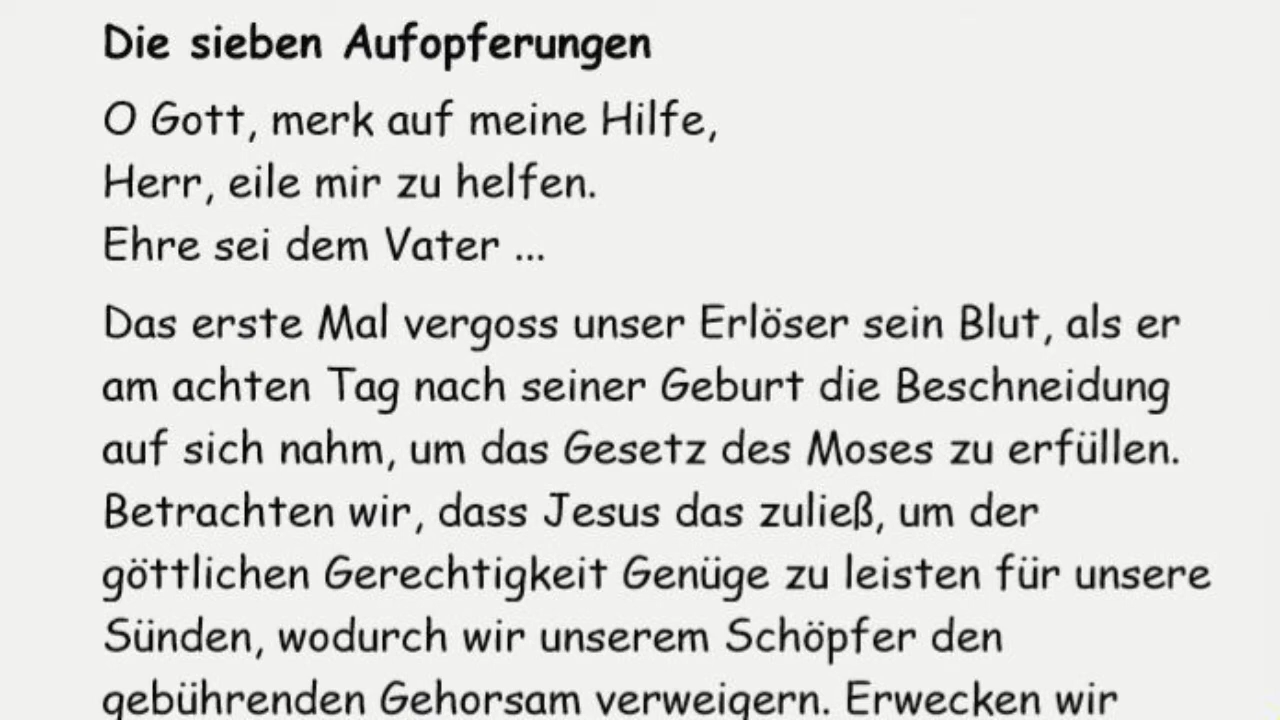 Die sieben Aufopferungen
O Gott, merk auf meine Hilfe,
Herr, eile mir zu helfen.
Ehre sei dem Vater ...
Das erste Mal vergoss unser Erlöser sein Blut, als er
am achten Tag nach seiner Geburt die Beschneidung
auf sich nahm, um das Gesetz des Moses zu erfüllen.
Betrachten wir, dass Jesus das zuließ, um der
göttlichen Gerechtigkeit Genüge zu leisten für unsere
Sünden, wodurch wir unserem Schöpfer den
gebührenden Gehorsam verweigern. Erwecken wir